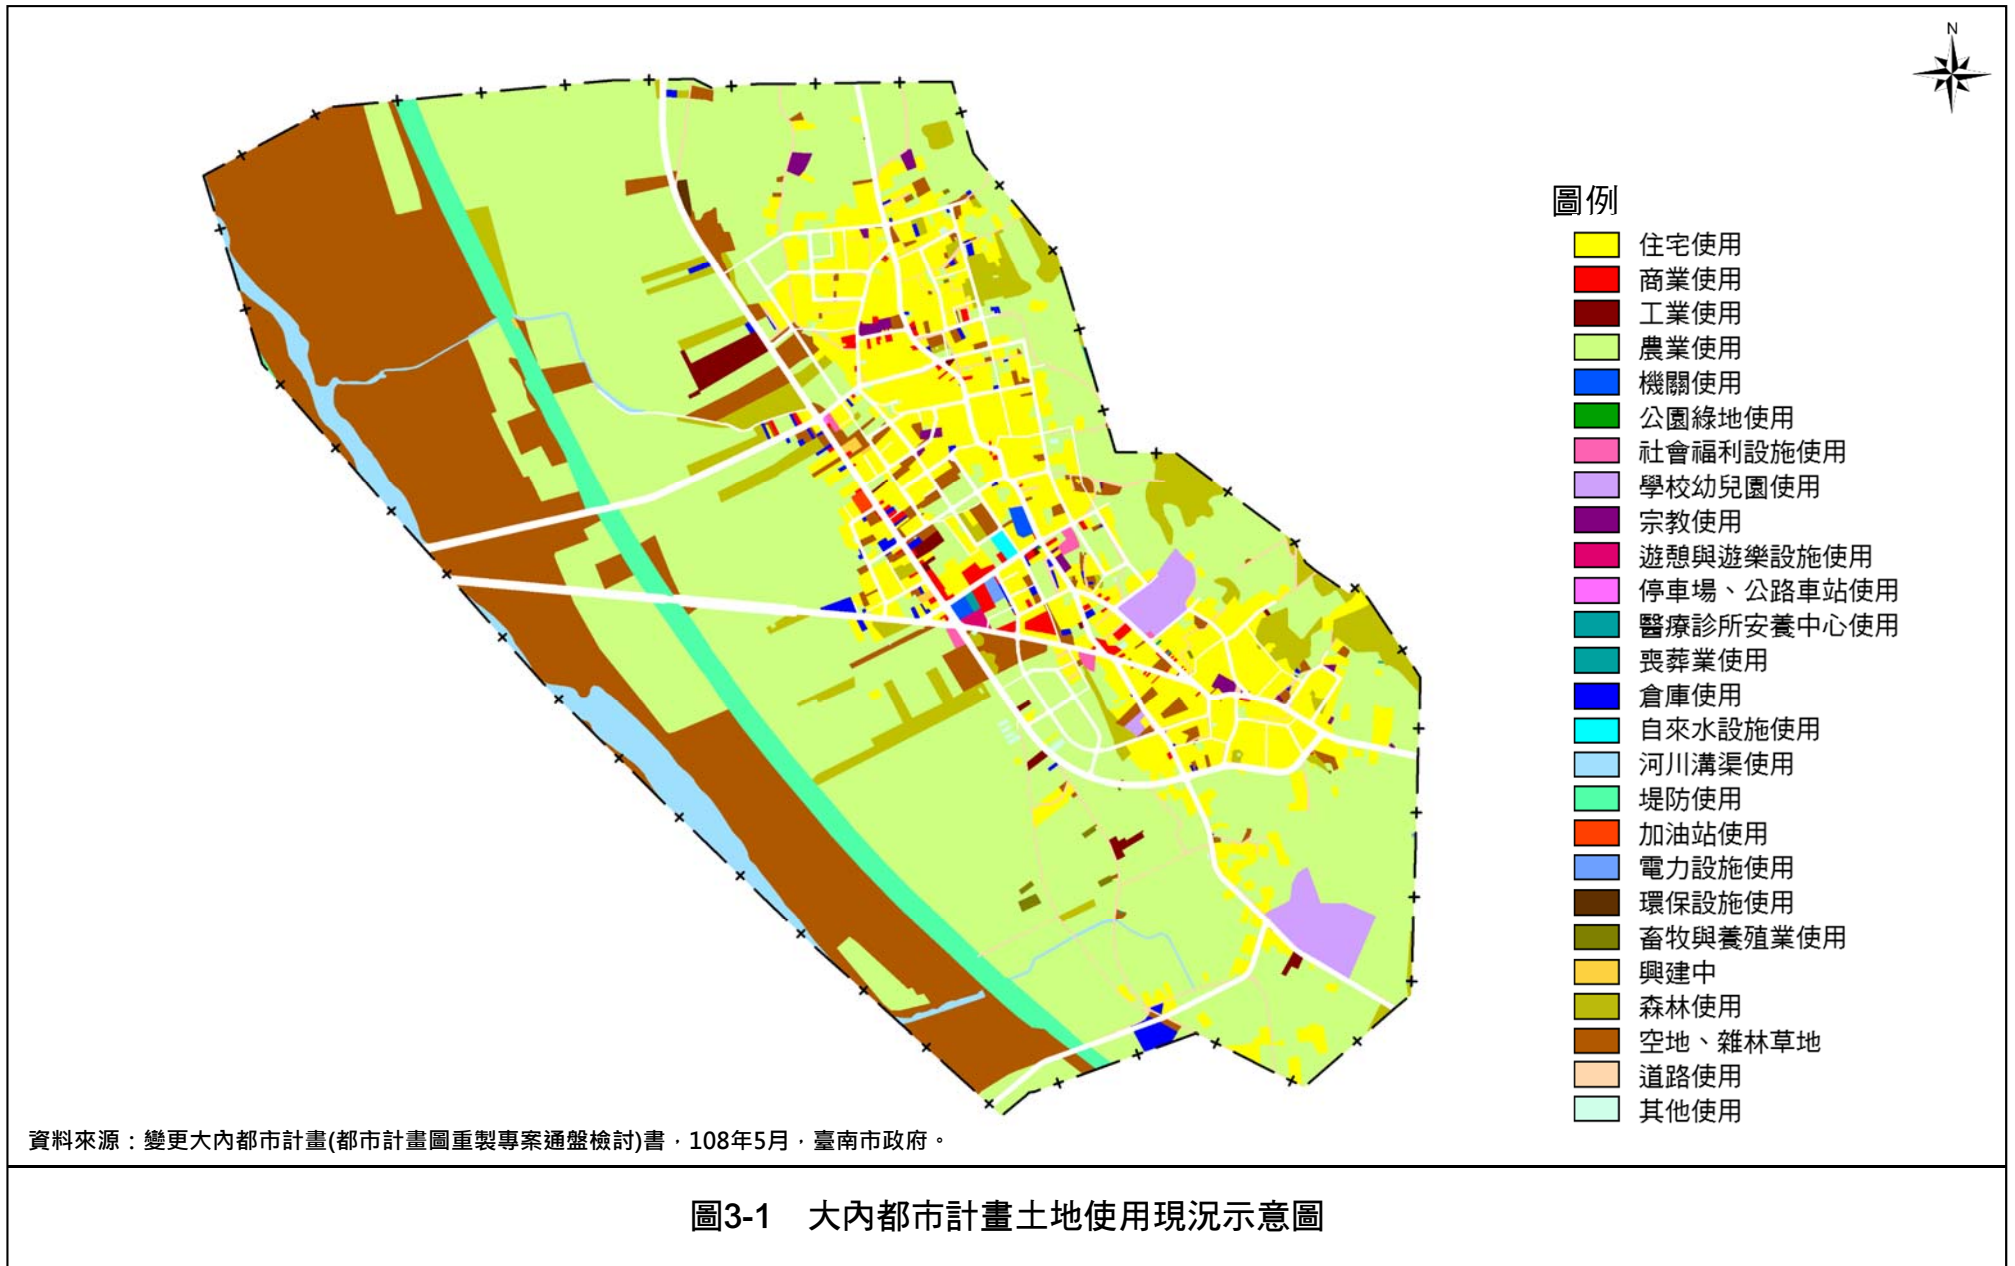 N
圖例
住宅使用
商業使用
工業使用
農業使用
機關使用
公園綠地使用
社會福利設施使用
學校幼兒園使用
宗教使用
遊憩與遊樂設施使用
停車場、公路車站使用
醫療診所安養中心使用
喪葬業使用
倉庫使用
自來水設施使用
河川溝渠使用
堤防使用
加油站使用
電力設施使用
環保設施使用
畜牧與養殖業使用
興建中
森林使用
空地、雜林草地
道路使用
其他使用
資料來源：變更大內都市計畫(都市計畫圖重製專案通盤檢討)書，108年5月，臺南市政府。
圖3-1　大內都市計畫土地使用現況示意圖